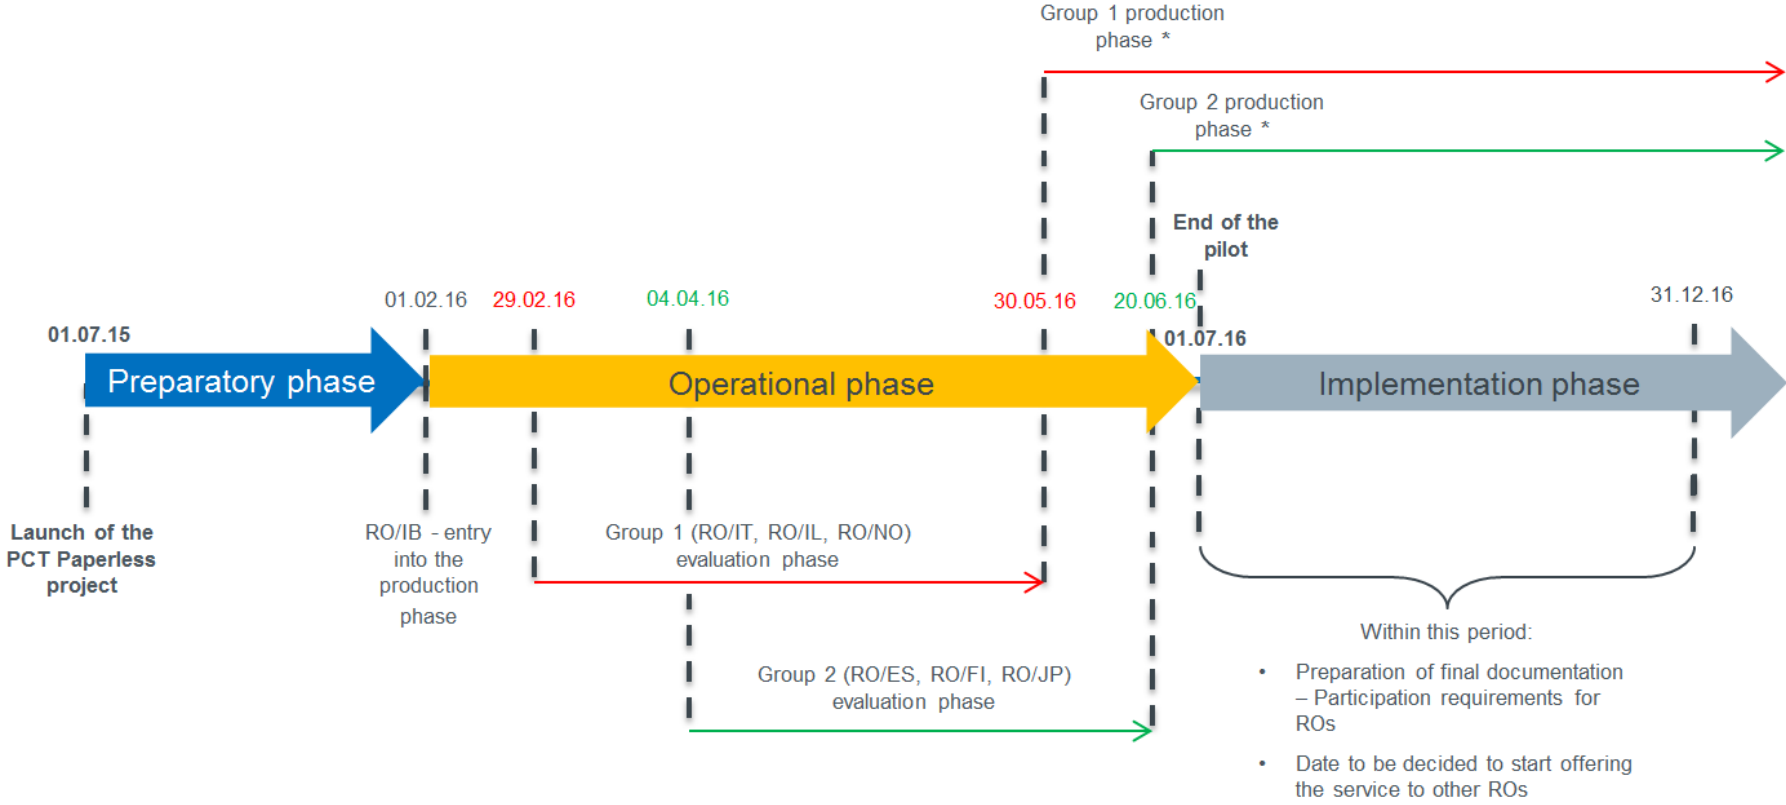 Group 1 production
phase *
Group 2 production
phase *
End of the
pilot
01.07.15
01.02.16
29.02.16
04.04.16
30.05.16
20.06.16
01.07.16
31.12.16
Preparatory phase
Operational phase
Implementation phase
Launch of the
PCT Paperless
project
RO/IB - entry
into the
production
phase
Group 1 (RO/IT, RO/IL, RO/NO)
evaluation phase
Group 2 (RO/ES, RO/FI, RO/JP)
evaluation phase
Within this period:
• Preparation of final documentation
– Participation requirements for
ROs
• Date to be decided to start offering
the service to other ROs